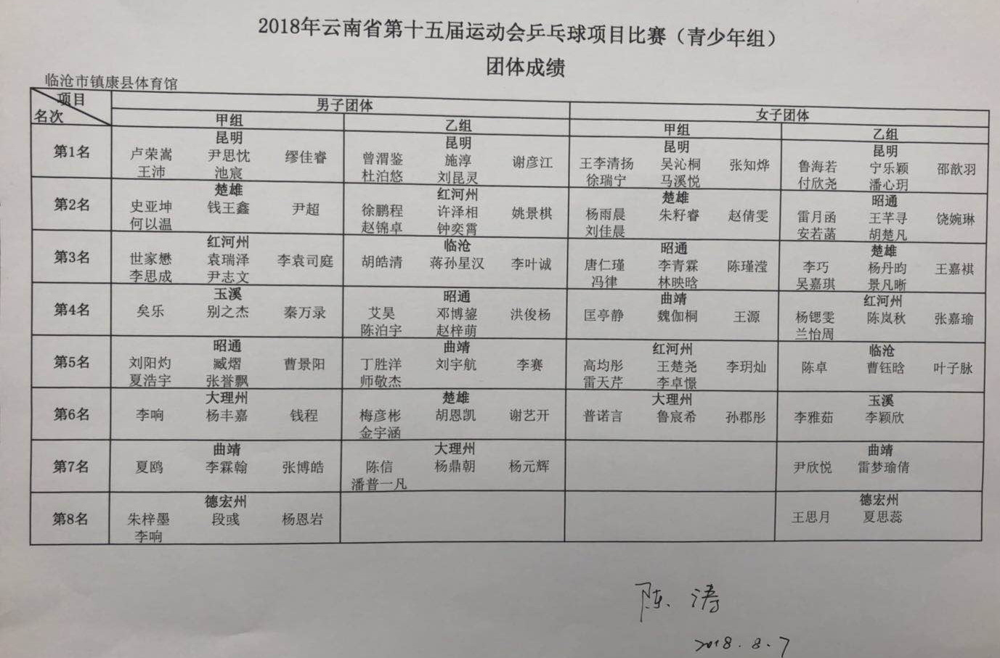 2018年云南省第十五届运动会乒乓球项目比赛（青少年组）
团体成绩
临沧市镇康县体育馆
项目 男子团体 女子团体
名次 甲组 乙组 甲组 乙组
第1名
昆明 昆明 昆明 昆明
卢荣嵩 尹思忱 缪佳睿 曾渭鉴 施淳 谢彦江 王李清扬 吴沁桐 张知烨 鲁海若 宁乐颖 邵歆羽
王沛 池宸 杜泊悠 刘昆灵 徐瑞宁 马溪悦 付欣尧 潘心玥
第2名
楚雄 红河州 楚雄 昭通
史亚坤 钱王鑫 尹超 徐鹏程 许泽相 姚景棋 杨雨晨 朱籽睿 赵倩雯 雷月函 王芊寻 饶婉琳
何以温 赵锦卓 钟奕霄 刘佳晨 安若菡 胡楚凡
第3名
红河州 临沧 昭通 楚雄
世家懋 袁瑞泽 李袁司庭 胡皓清 蒋孙星汉 李叶诚 唐仁瑾 李青霖 陈瑾滢 李巧 杨丹昀 王嘉祺
李思成 尹志文 冯律 林映晗 吴嘉琪 景凡晰
第4名
玉溪 昭通 曲靖 红河州
矣乐 别之杰 秦万录 艾昊 邓博鋆 洪俊杨 匡亭静 魏伽桐 王源 杨锶雯 陈岚秋 张嘉瑜
陈泊宇 赵梓萌 兰怡周
第5名
昭通 曲靖 红河州 临沧
刘阳灼 臧熠 曹景阳 丁胜洋 刘宇航 李赛 高均彤 王楚尧 李玥灿 陈卓 曹钰晗 叶子脉
夏浩宇 张誉飘 师敬杰 雷天芹 李卓憬
第6名
大理州 楚雄 大理州 玉溪
李响 杨丰嘉 钱程 梅彦彬 胡恩凯 谢艺开 普诺言 鲁宸希 孙郡彤 李雅茹 李颖欣
金宇涵
第7名
曲靖 大理州 曲靖
夏鸥 李霖翰 张博皓 陈信 杨鼎朝 杨元辉 尹欣悦 雷梦瑜倩
潘普一凡
第8名
德宏州 德宏州
朱梓墨 段彧 杨恩岩 王思月 夏思蕊
李响
陈涛
2018.8.7